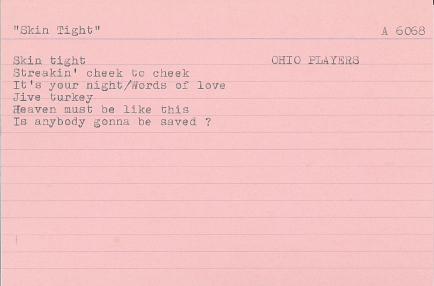 "Skin Tight" A 6068
Skin tight OHIO PLAYERS
Streakin' cheek to cheek
It's your night/Words of love
Jive turkey
Heaven must be like this
Is anybody gonna be saved ?